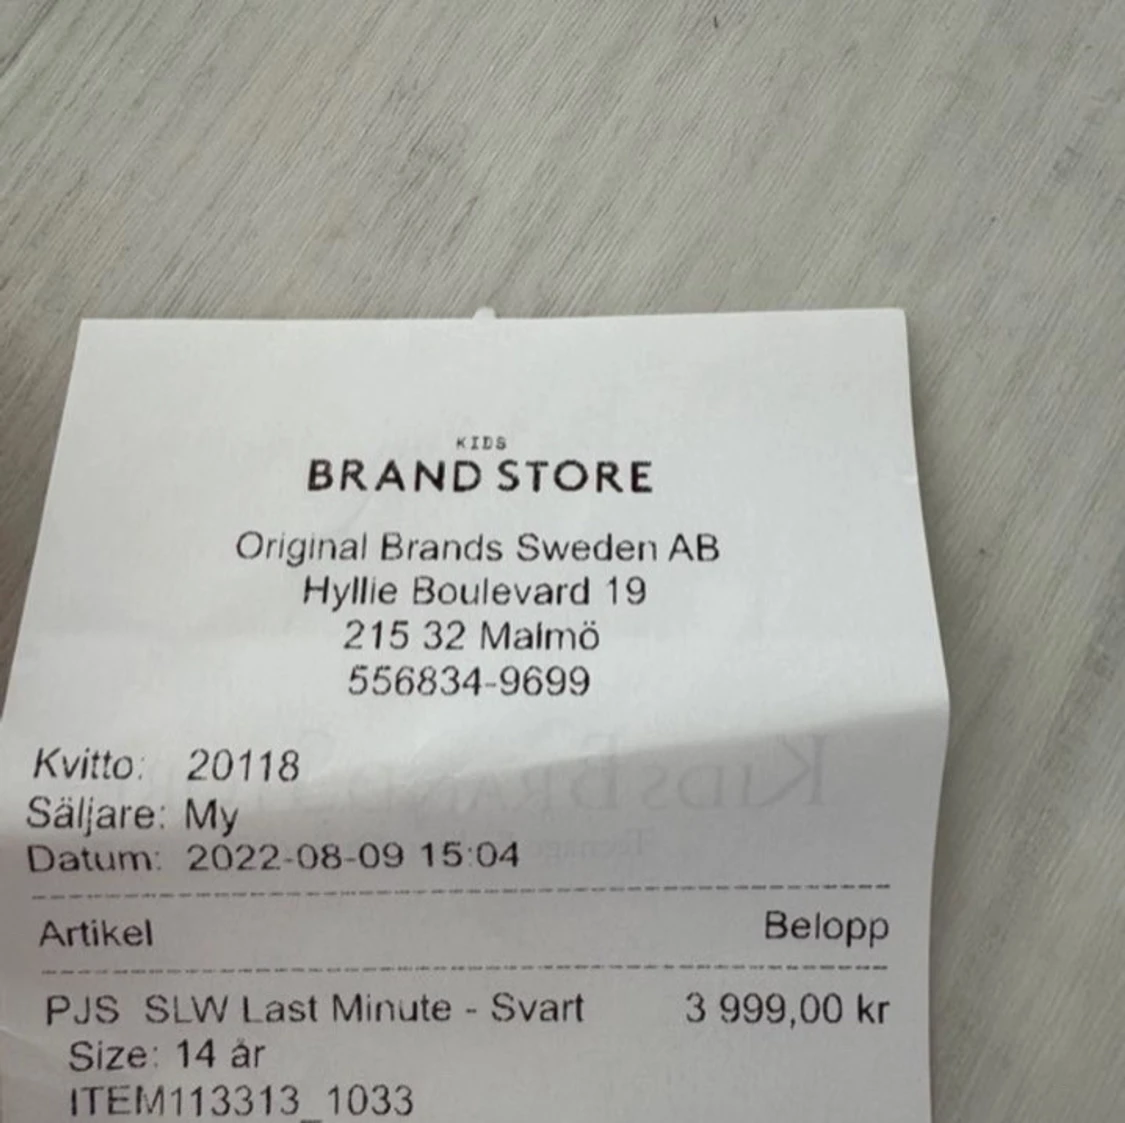 KIDS
BRAND STORE
Original Brands Sweden AB
Hyllie Boulevard 19
215 32 Malmö
556834-9699
Kvitto: 20118
Säljare: My
Datum: 2022-08-09 15:04
Artikel Belopp
PJS SLW Last Minute - Svart 3 999,00 kr
Size: 14 år
ITEM113313_1033